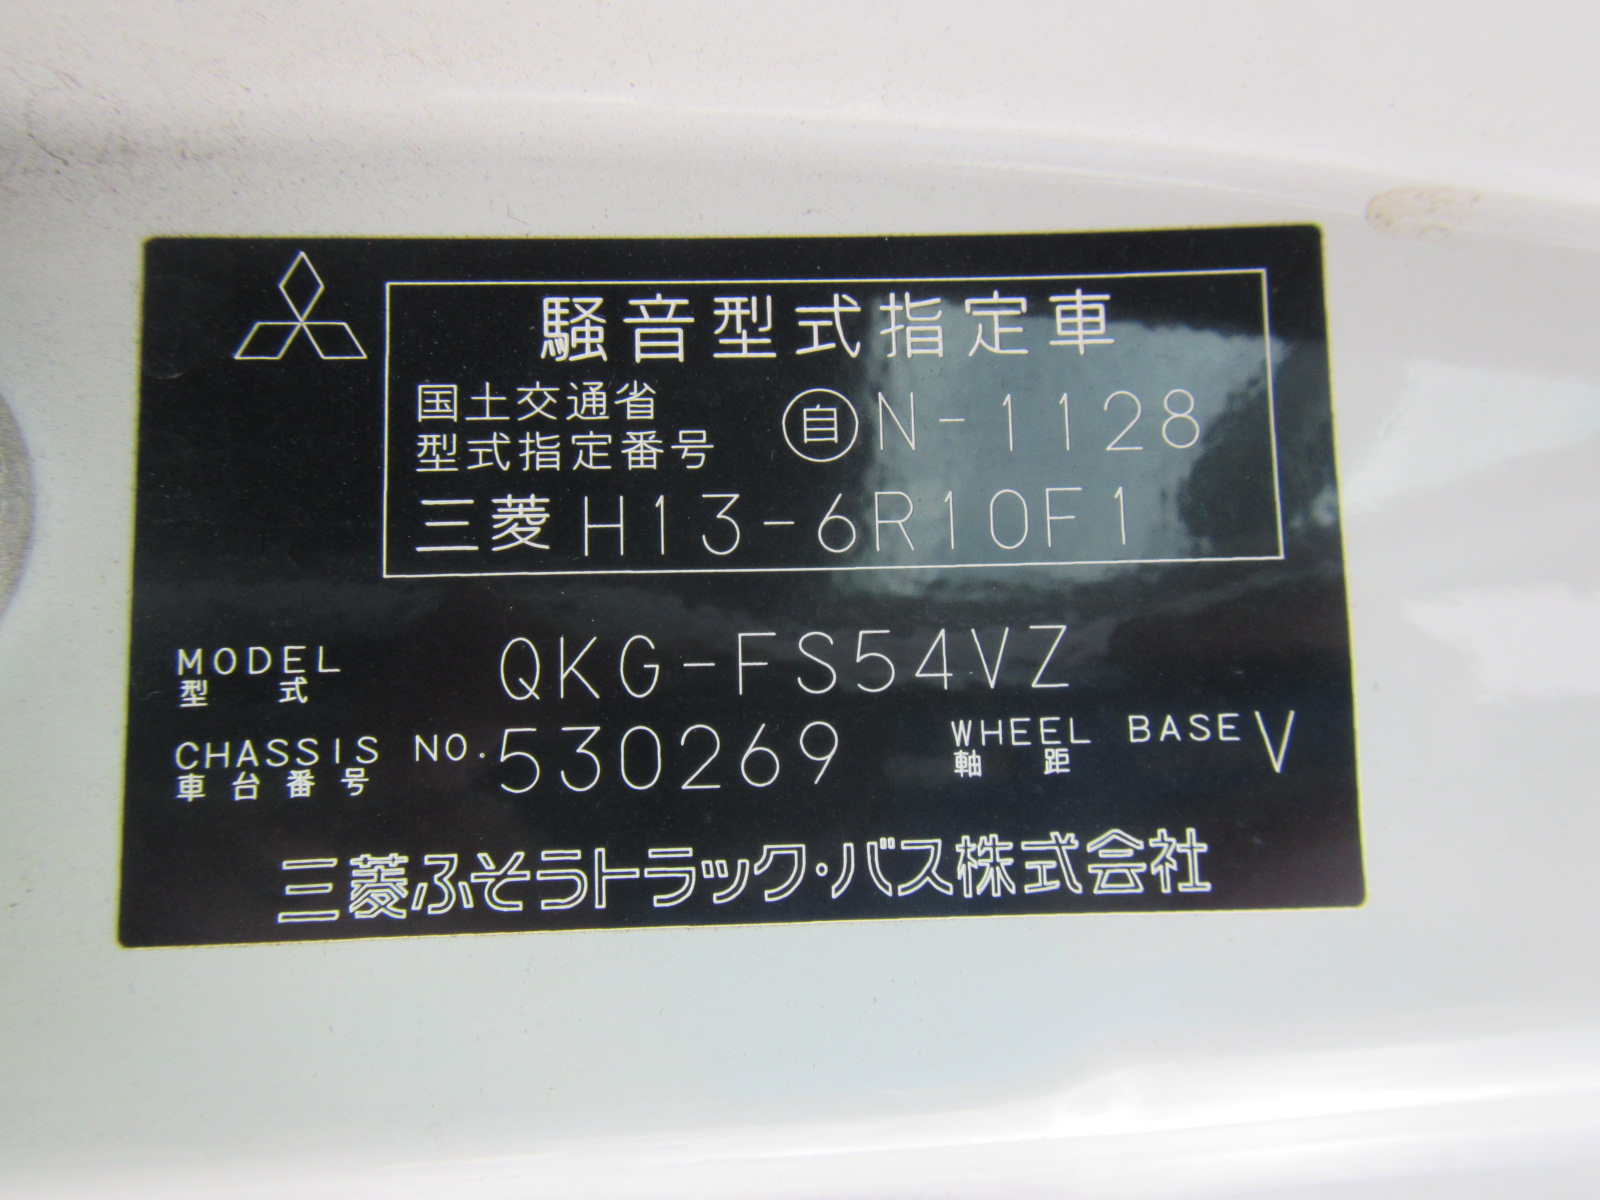 騒音型式指定車
国土交通省
型式指定番号 自 N-1128
三菱 H13-6R10F1
MODEL QKG-FS54VZ
型式
CHASSIS NO. 530269 WHEEL BASE V
車台番号 軸距
三菱ふそうトラック・バス株式会社